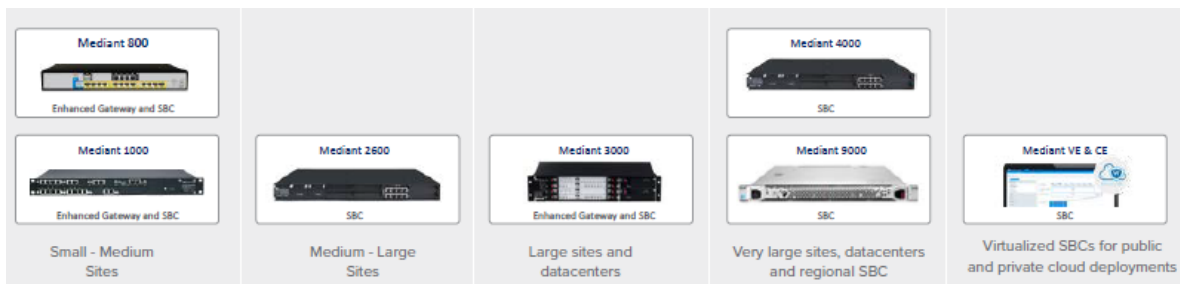 Mediant 800
Enhanced Gateway and SBC
Mediant 1000
Enhanced Gateway and SBC
Small - Medium
Sites
Mediant 2600
SBC
Medium - Large
Sites
Mediant 3000
Enhanced Gateway and SBC
Large sites and
datacenters
Mediant 4000
SBC
Mediant 9000
SBC
Very large sites, datacenters
and regional SBC
Mediant VE & CE
SBC
Virtualized SBCs for public
and private cloud deployments